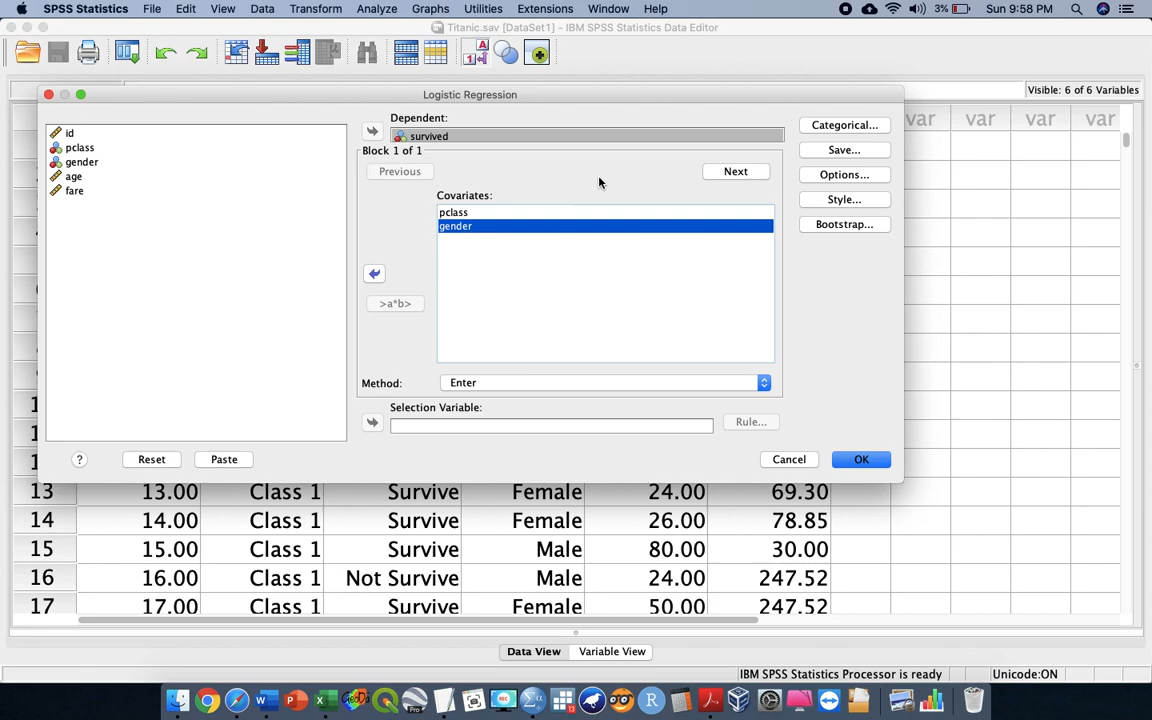 SPSS Statistics File Edit View Data Transform Analyze Graphs Utilities Extensions Window Help 3% Sun 9:58 PM
Titanic.sav [DataSet1] - IBM SPSS Statistics Data Editor
Visible: 6 of 6 Variables
Logistic Regression
var var var var
Dependent:
survived
Block 1 of 1
Previous
Next
Covariates:
pclass
gender
>a*b>
Method: Enter
Selection Variable:
Rule...
id
pclass
gender
age
fare
Categorical...
Save...
Options...
Style...
Bootstrap...
? Reset Paste Cancel OK
13 13.00 Class 1 Survive Female 24.00 69.30
14 14.00 Class 1 Survive Female 26.00 78.85
15 15.00 Class 1 Survive Male 80.00 30.00
16 16.00 Class 1 Not Survive Male 24.00 247.52
17 17.00 Class 1 Survive Female 50.00 247.52
Data View Variable View
IBM SPSS Statistics Processor is ready Unicode:ON